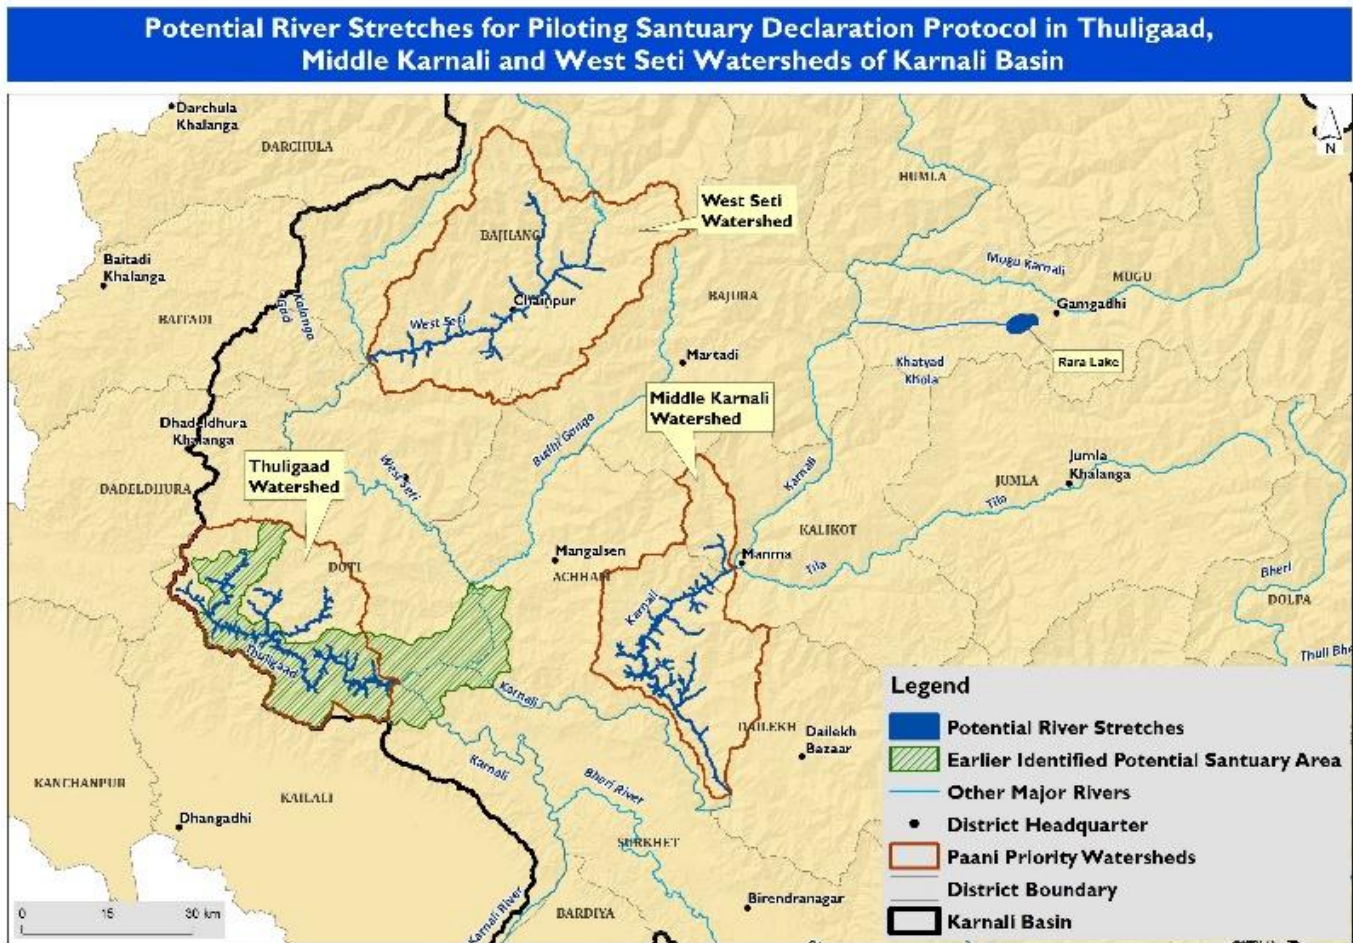 Potential River Stretches for Piloting Santuary Declaration Protocol in Thuligaad,
Middle Karnali and West Seti Watersheds of Karnali Basin
Darchula
Khalanga
DARCHULA
HUMLA
N
West Seti
Watershed
BAJHANG
Baitadi
Khalanga
Mugu Karnali
MUGU
BAJURA
Gamgadhi
Kalanga
Gad
Chainpur
BAITADI
West Seti
Martadi
Khatyad
Khola
Rara Lake
Middle Karnali
Watershed
Dhadeldhura
Khalanga
Budhi Ganga
Thuligaad
Watershed
West Seti
Karnali
Jumla
Khalanga
JUMLA
DADELDHURA
Tila
KALIKOT
Mangalsen
Manma
DOTI
ACHHAM
Tila
Bheri
DOLPA
Karnali
Thuligaad
Thuli Bhe
Karnali
DAILEKH
Dailekh
Bazaar
Karnali
Bheri River
KANCHANPUR
KAILALI
Dhangadhi
SURKHET
Birendranagar
BARDIYA
Karnali River
0 15 30 km
Legend
Potential River Stretches
Earlier Identified Potential Santuary Area
Other Major Rivers
District Headquarter
Paani Priority Watersheds
District Boundary
Karnali Basin